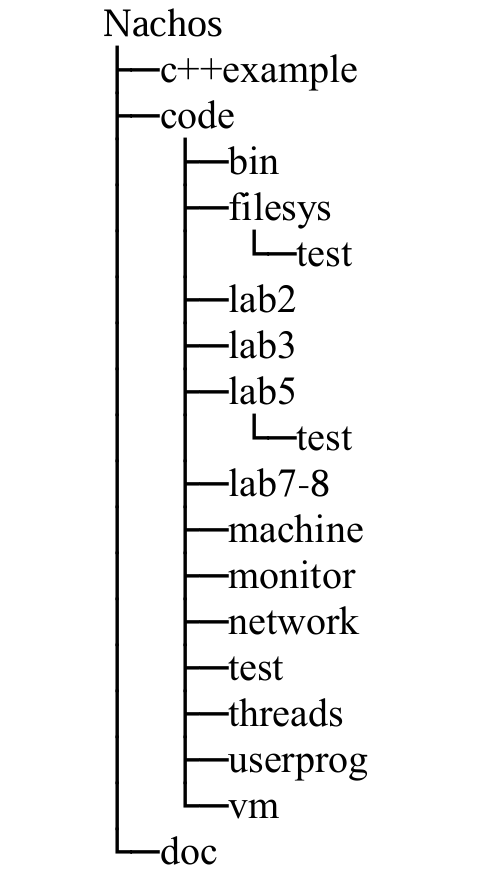 Nachos
c++example
code
bin
filesys
test
lab2
lab3
lab5
test
lab7-8
machine
monitor
network
test
threads
userprog
vm
doc